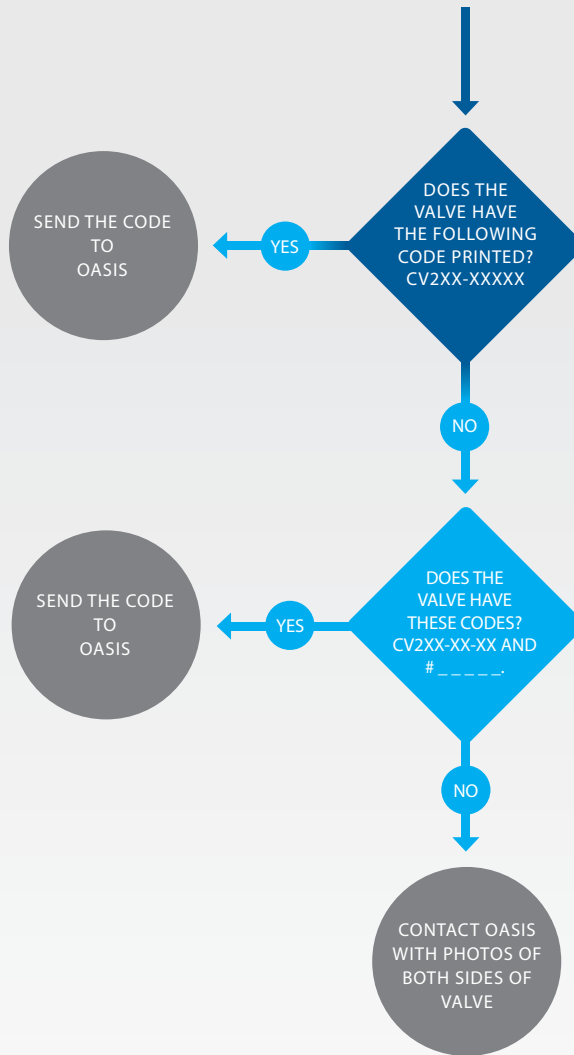 DOES THE
VALVE HAVE
THE FOLLOWING
CODE PRINTED?
CV2XX-XXXXX
YES
SEND THE CODE
TO
OASIS
NO
DOES THE
VALVE HAVE
THESE CODES?
CV2XX-XX-XX AND
# _ _ _ _ _.
YES
SEND THE CODE
TO
OASIS
NO
CONTACT OASIS
WITH PHOTOS OF
BOTH SIDES OF
VALVE